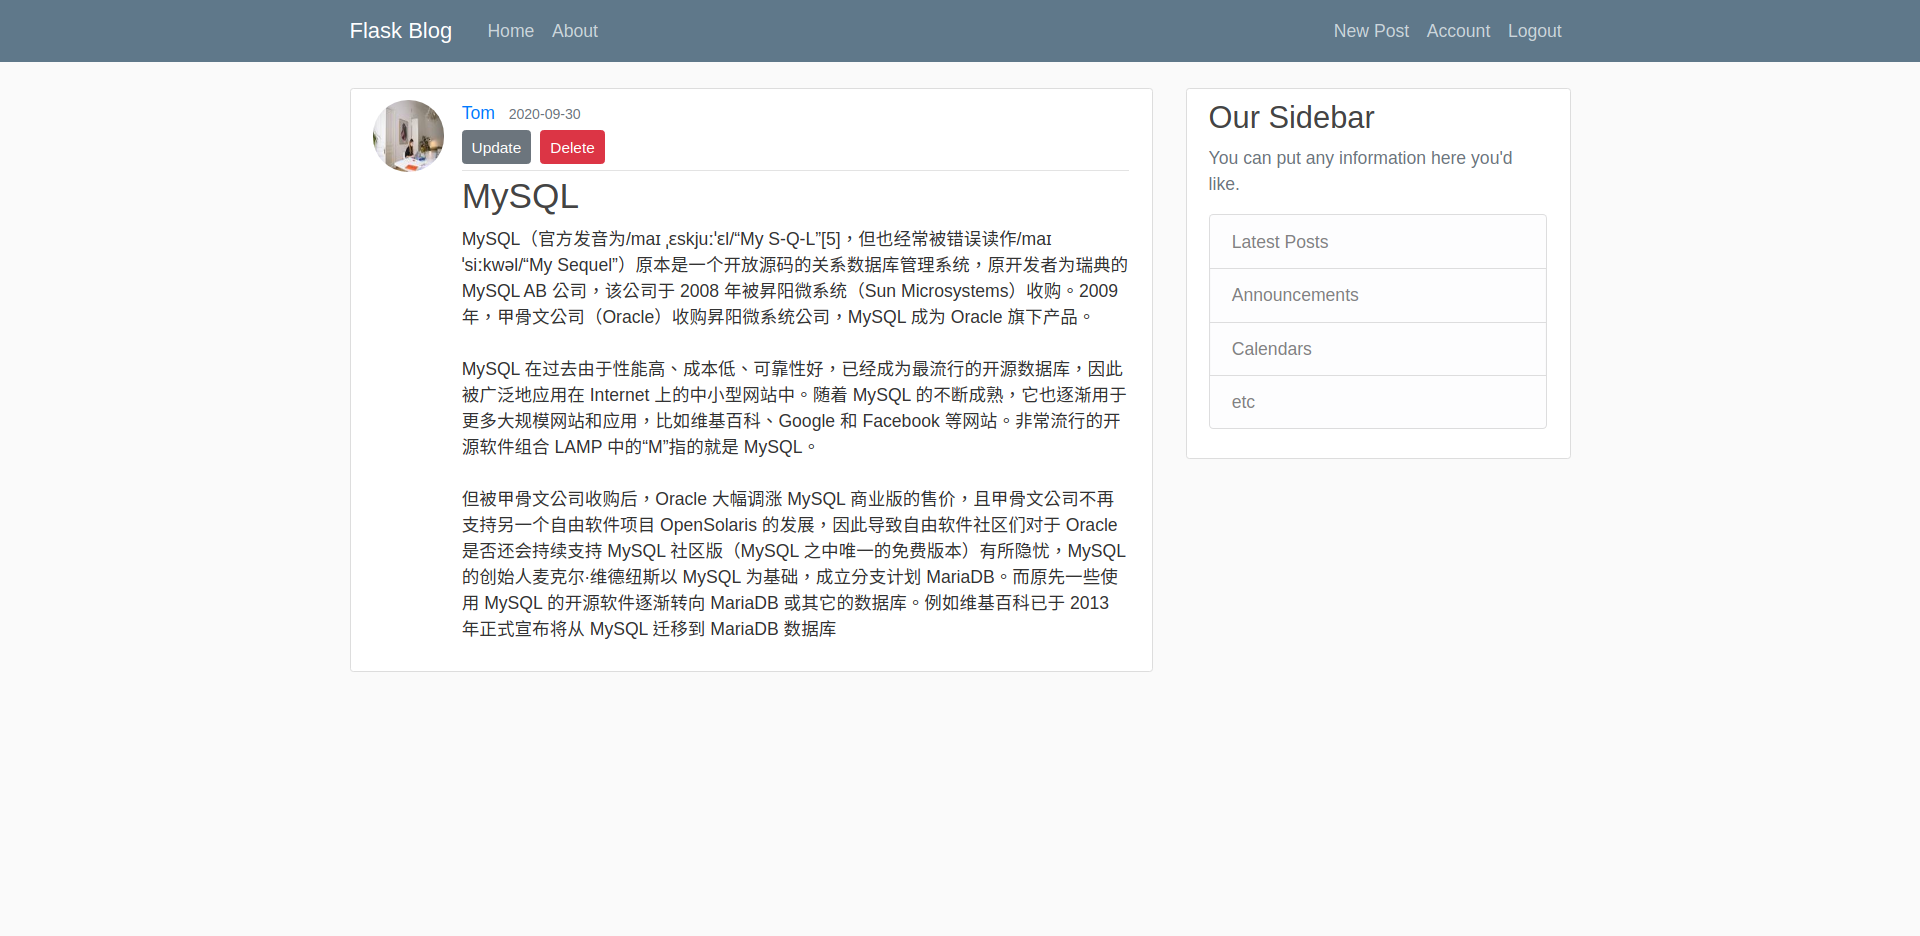 Flask Blog Home About New Post Account Logout
Tom 2020-09-30
Update Delete
MySQL
MySQL（官方发音为/maɪ ˌɛskjuːˈɛl/“My S-Q-L”[5]，但也经常被错误读作/maɪ
ˈsiːkwəl/“My Sequel”）原本是一个开放源码的关系数据库管理系统，原开发者为瑞典的
MySQL AB 公司，该公司于 2008 年被昇阳微系统（Sun Microsystems）收购。2009
年，甲骨文公司（Oracle）收购昇阳微系统公司，MySQL 成为 Oracle 旗下产品。
MySQL 在过去由于性能高、成本低、可靠性好，已经成为最流行的开源数据库，因此
被广泛地应用在 Internet 上的中小型网站中。随着 MySQL 的不断成熟，它也逐渐用于
更多大规模网站和应用，比如维基百科、Google 和 Facebook 等网站。非常流行的开
源软件组合 LAMP 中的“M”指的就是 MySQL。
但被甲骨文公司收购后，Oracle 大幅调涨 MySQL 商业版的售价，且甲骨文公司不再
支持另一个自由软件项目 OpenSolaris 的发展，因此导致自由软件社区们对于 Oracle
是否还会持续支持 MySQL 社区版（MySQL 之中唯一的免费版本）有所隐忧，MySQL
的创始人麦克尔·维德纽斯以 MySQL 为基础，成立分支计划 MariaDB。而原先一些使
用 MySQL 的开源软件逐渐转向 MariaDB 或其它的数据库。例如维基百科已于 2013
年正式宣布将从 MySQL 迁移到 MariaDB 数据库
Our Sidebar
You can put any information here you'd
like.
Latest Posts
Announcements
Calendars
etc